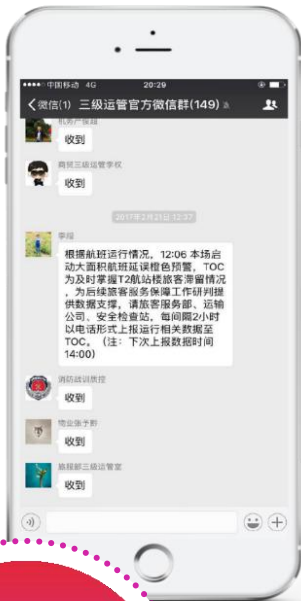 中国移动 4G 20:29
微信(1) 三级运管官方微信群(149)
收到
商贸三级运管学权
收到
2017年2月21日 12:37
李瑶
根据航班运行情况，12:06 本场启
动大面积航班延误橙色预警，TOC
为及时掌握T2航站楼旅客滞留情况
，为后续旅客服务保障工作研判提
供数据支撑，请旅客服务部、运输
公司、安全检查站，每间隔2小时
以电话形式上报运行相关数据至
TOC。（注：下次上报数据时间
14:00）
消防战训质控
收到
物业张予黔
收到
旅服部三级运管室
收到